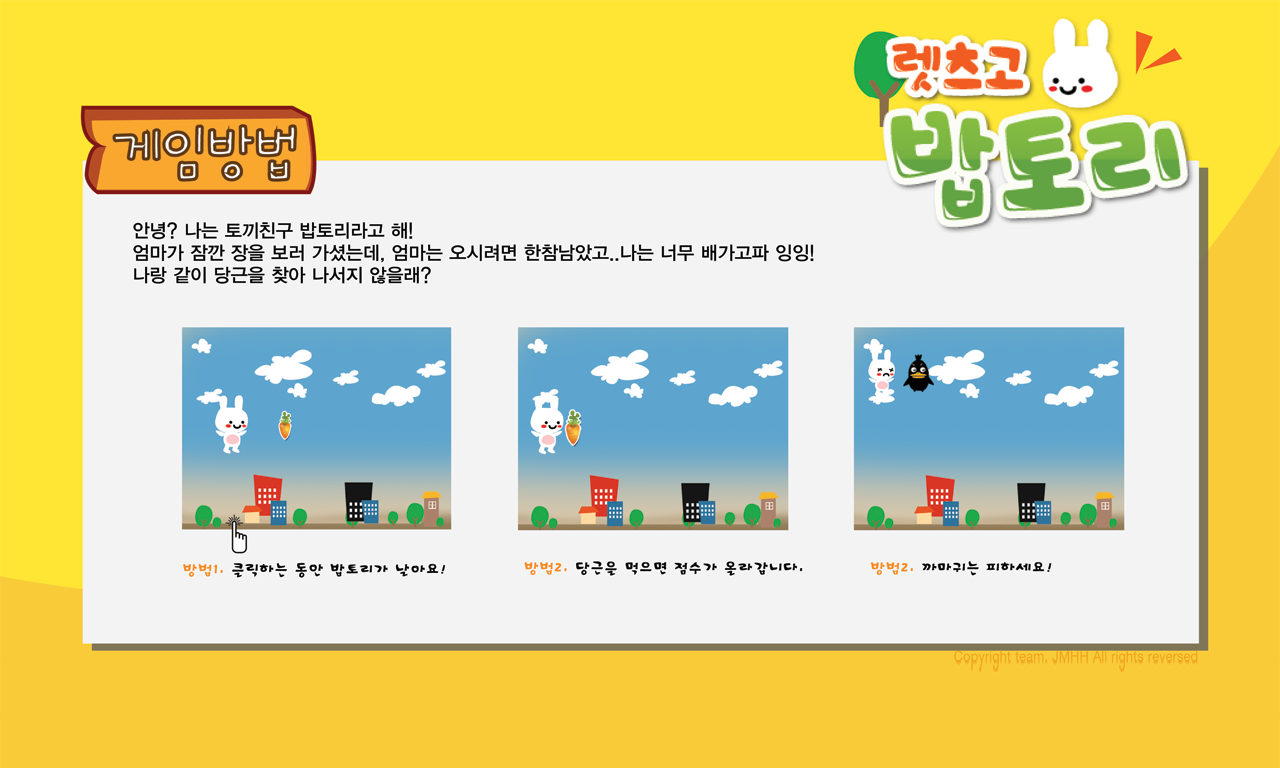 렛츠고
밥토리
게임방법
안녕? 나는 토끼친구 밥토리라고 해!
엄마가 잠깐 장을 보러 가셨는데, 엄마는 오시려면 한참남았고..나는 너무 배가고파 잉잉!
나랑 같이 당근을 찾아 나서지 않을래?
방법1. 클릭하는 동안 밥토리가 날아요!
방법2. 당근을 먹으면 점수가 올라갑니다.
방법2. 까마귀는 피하세요!
Copyright team. JMHH All rights reversed